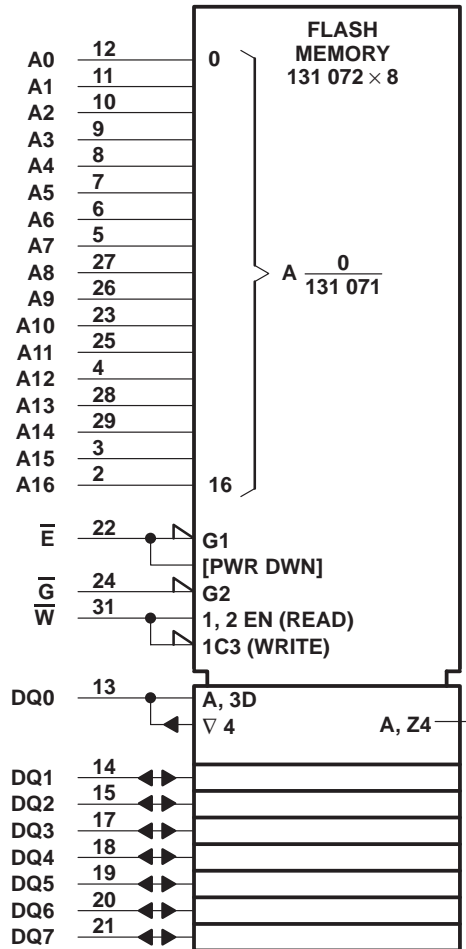 FLASH
MEMORY
131 072 × 8
A0 12 0
A1 11
A2 10
A3 9
A4 8
A5 7
A6 6
A7 5
A8 27
A 0
131 071
A9 26
A10 23
A11 25
A12 4
A13 28
A14 29
A15 3
A16 2 16
E̅ 22 G1
[PWR DWN]
G̅ 24 G2
W̅ 31 1, 2 EN (READ)
1C3 (WRITE)
DQ0 13 A, 3D
∇ 4 A, Z4
DQ1 14
DQ2 15
DQ3 17
DQ4 18
DQ5 19
DQ6 20
DQ7 21